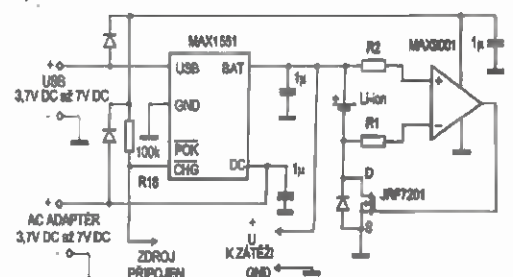 MAX1551
MAX9001
R2
1µ
+
USB
3,7V DC až 7V DC
-
USB
BAT
GND
POK
CHG
DC
1µ
+
Li-ion
R1
+
-
100k
R18
1µ
D
S
AC ADAPTÉR
3,7V DC až 7V DC
+
-
ZDROJ
PŘIPOJEN
+
U
K ZÁTĚŽI
GND